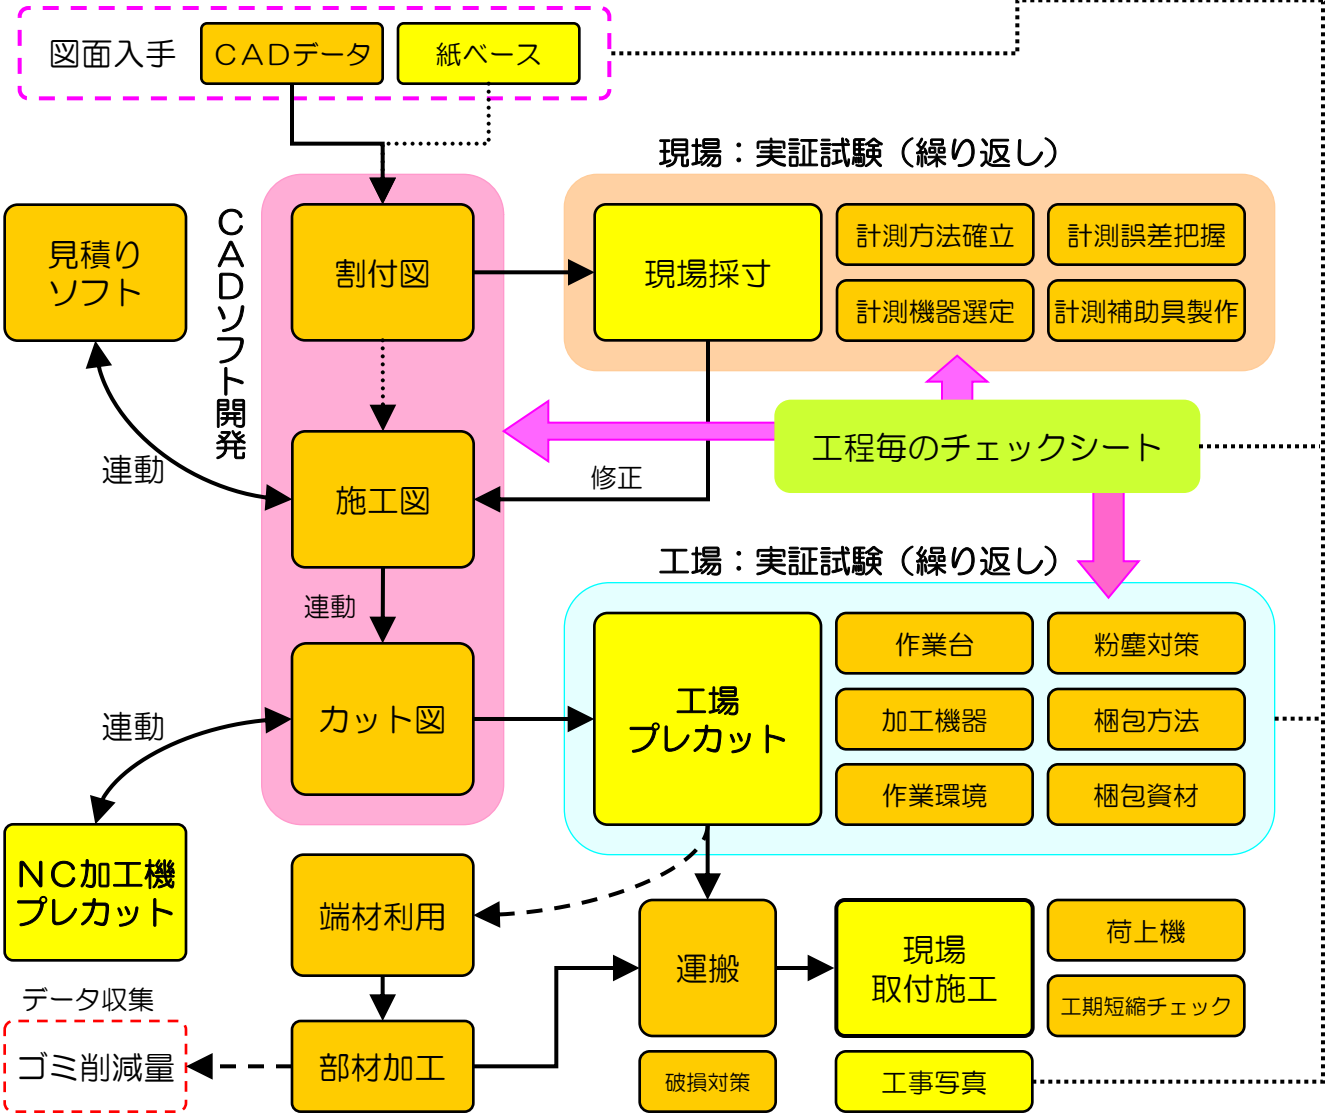 図面入手
ＣＡＤデータ
紙ベース
現場：実証試験（繰り返し）
見積り
ソフト
ＣＡＤソフト開発
割付図
現場採寸
計測方法確立
計測誤差把握
計測機器選定
計測補助具製作
工程毎のチェックシート
連動
施工図
修正
工場：実証試験（繰り返し）
連動
カット図
工場
プレカット
作業台
粉塵対策
加工機器
梱包方法
作業環境
梱包資材
連動
ＮＣ加工機
プレカット
端材利用
運搬
現場
取付施工
荷上機
工期短縮チェック
データ収集
ゴミ削減量
部材加工
破損対策
工事写真